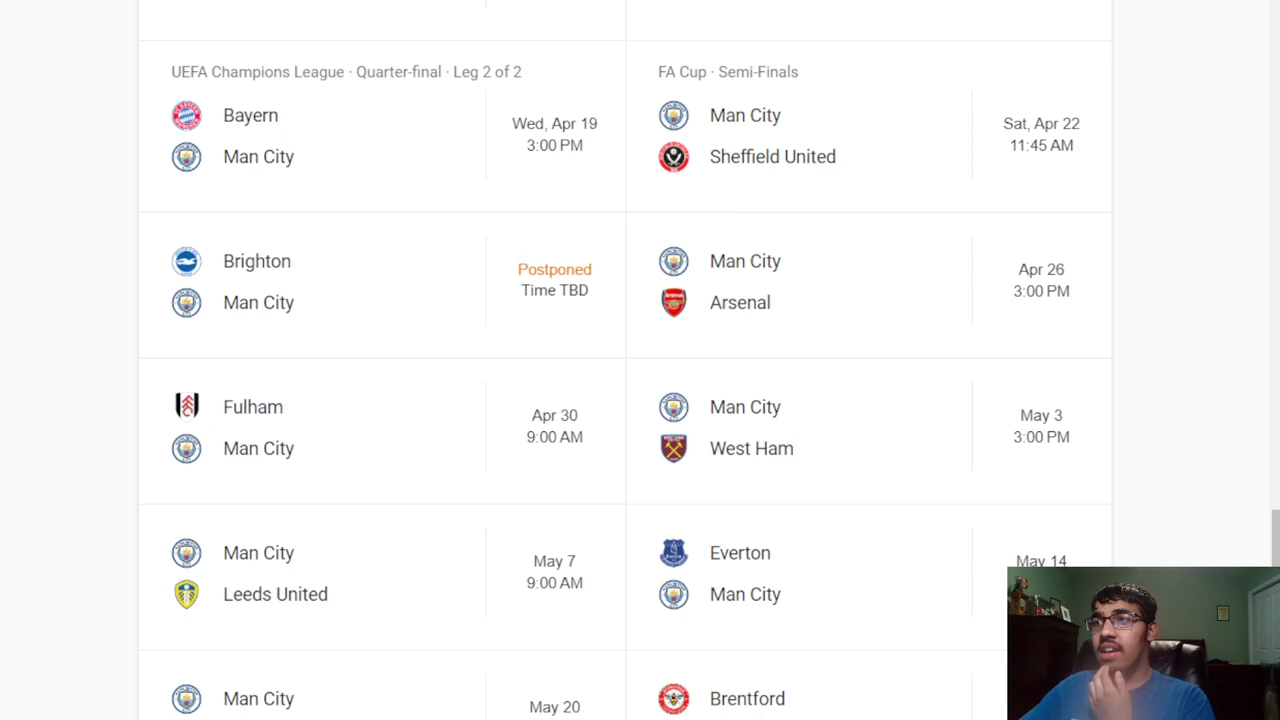 UEFA Champions League · Quarter-final · Leg 2 of 2
Bayern
Man City
Wed, Apr 19
3:00 PM
FA Cup · Semi-Finals
Man City
Sheffield United
Sat, Apr 22
11:45 AM
Brighton
Man City
Postponed
Time TBD
Man City
Arsenal
Apr 26
3:00 PM
Fulham
Man City
Apr 30
9:00 AM
Man City
West Ham
May 3
3:00 PM
Man City
Leeds United
May 7
9:00 AM
Everton
Man City
May 14
Man City
May 20
Brentford